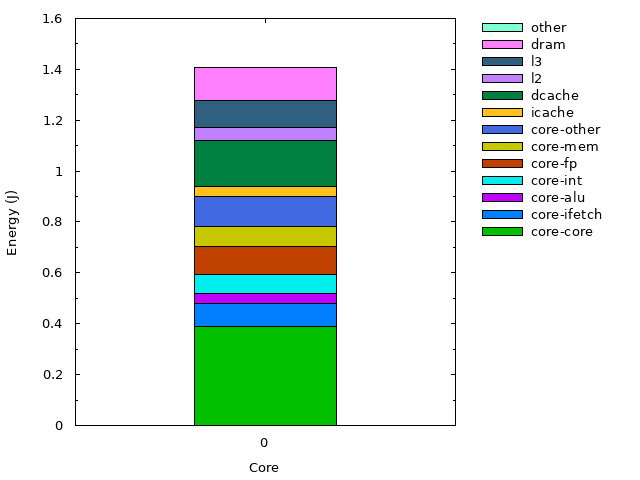 1.6
1.4
1.2
1
0.8
0.6
0.4
0.2
0
Energy (J)
0
Core
other
dram
l3
l2
dcache
icache
core-other
core-mem
core-fp
core-int
core-alu
core-ifetch
core-core